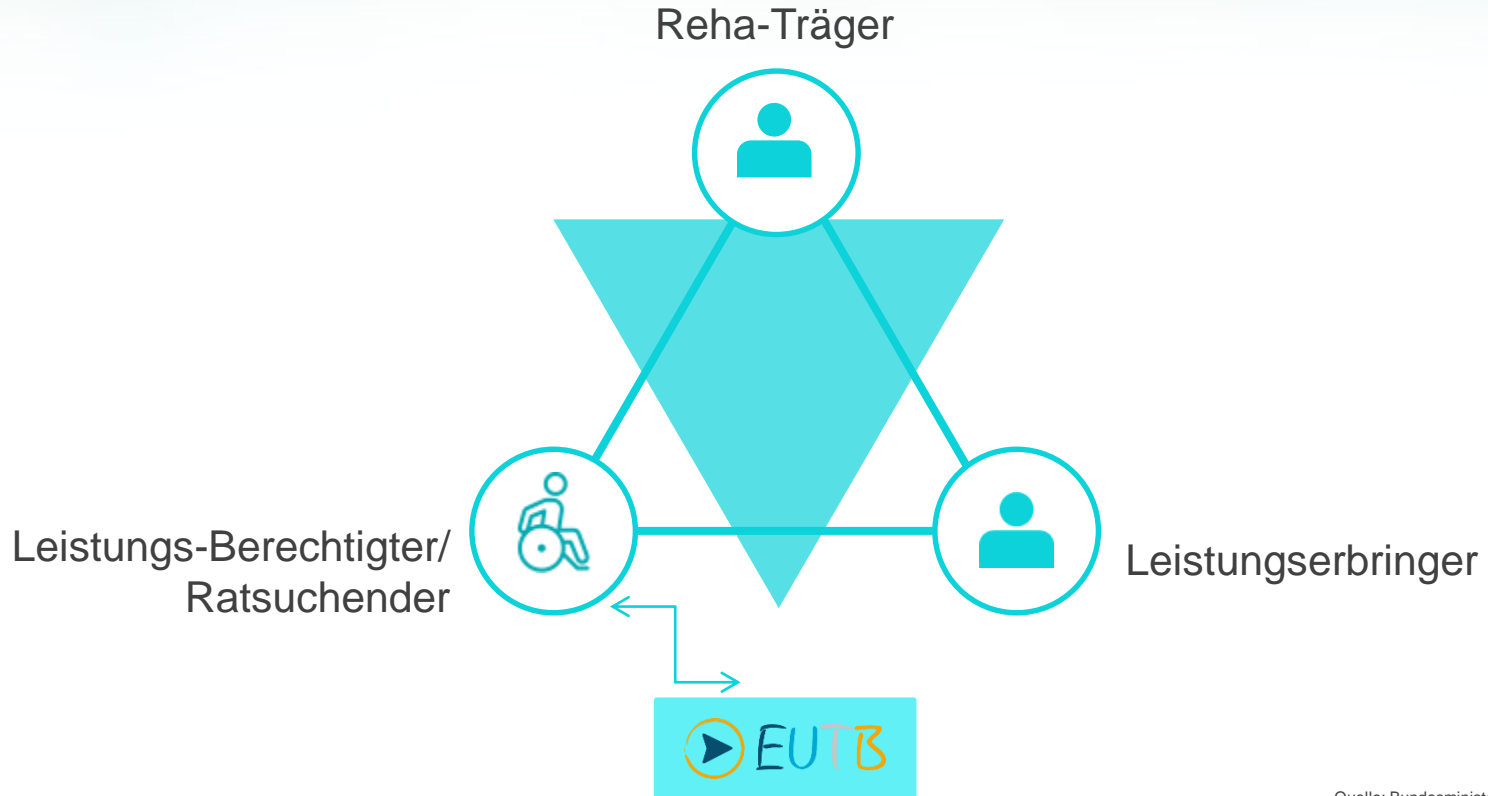 Reha-Träger
Leistungs-Berechtigter/
Ratsuchender
Leistungserbringer
EUTB